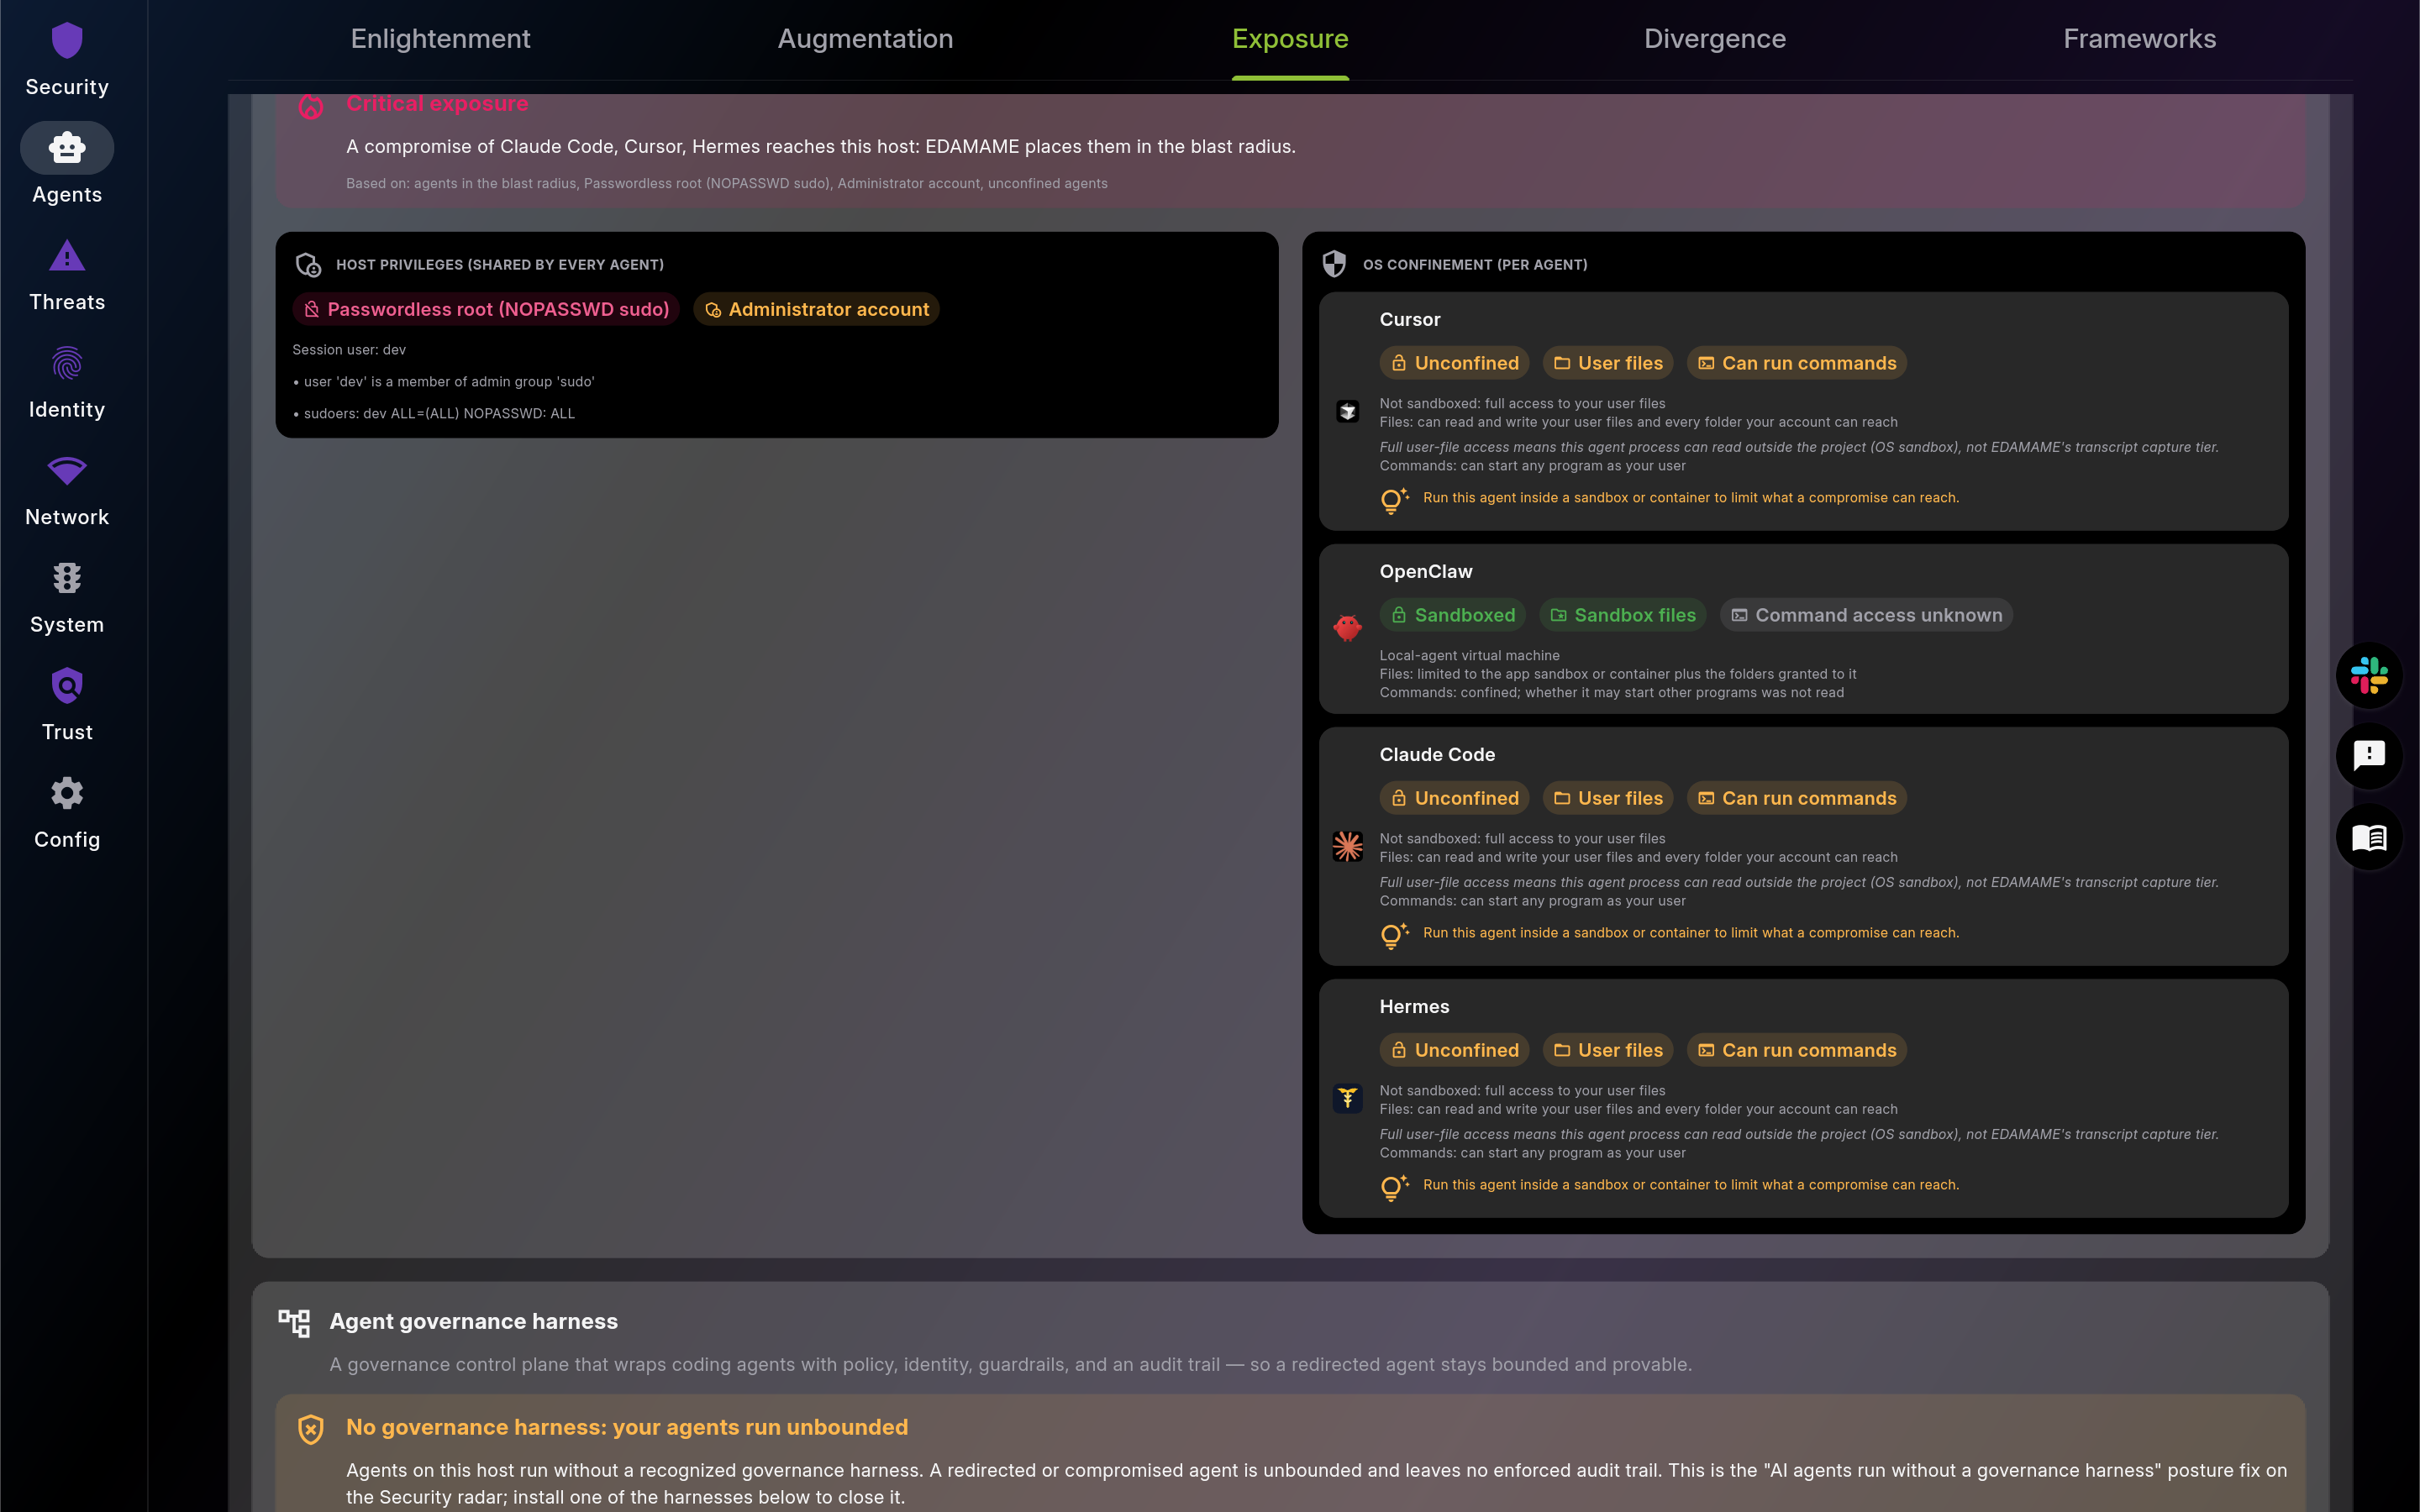 Enlightenment
Augmentation
Exposure
Divergence
Frameworks
Security
Agents
Threats
Identity
Network
System
Trust
Config
Critical exposure
A compromise of Claude Code, Cursor, Hermes reaches this host: EDAMAME places them in the blast radius.
Based on: agents in the blast radius, Passwordless root (NOPASSWD sudo), Administrator account, unconfined agents
HOST PRIVILEGES (SHARED BY EVERY AGENT)
Passwordless root (NOPASSWD sudo)
Administrator account
Session user: dev
• user 'dev' is a member of admin group 'sudo'
• sudoers: dev ALL=(ALL) NOPASSWD: ALL
OS CONFINEMENT (PER AGENT)
Cursor
Unconfined
User files
Can run commands
Not sandboxed: full access to your user files
Files: can read and write your user files and every folder your account can reach
Full user-file access means this agent process can read outside the project (OS sandbox), not EDAMAME's transcript capture tier.
Commands: can start any program as your user
Run this agent inside a sandbox or container to limit what a compromise can reach.
OpenClaw
Sandboxed
Sandbox files
Command access unknown
Local-agent virtual machine
Files: limited to the app sandbox or container plus the folders granted to it
Commands: confined; whether it may start other programs was not read
Claude Code
Unconfined
User files
Can run commands
Not sandboxed: full access to your user files
Files: can read and write your user files and every folder your account can reach
Full user-file access means this agent process can read outside the project (OS sandbox), not EDAMAME's transcript capture tier.
Commands: can start any program as your user
Run this agent inside a sandbox or container to limit what a compromise can reach.
Hermes
Unconfined
User files
Can run commands
Not sandboxed: full access to your user files
Files: can read and write your user files and every folder your account can reach
Full user-file access means this agent process can read outside the project (OS sandbox), not EDAMAME's transcript capture tier.
Commands: can start any program as your user
Run this agent inside a sandbox or container to limit what a compromise can reach.
Agent governance harness
A governance control plane that wraps coding agents with policy, identity, guardrails, and an audit trail — so a redirected agent stays bounded and provable.
No governance harness: your agents run unbounded
Agents on this host run without a recognized governance harness. A redirected or compromised agent is unbounded and leaves no enforced audit trail. This is the "AI agents run without a governance harness" posture fix on
the Security radar; install one of the harnesses below to close it.